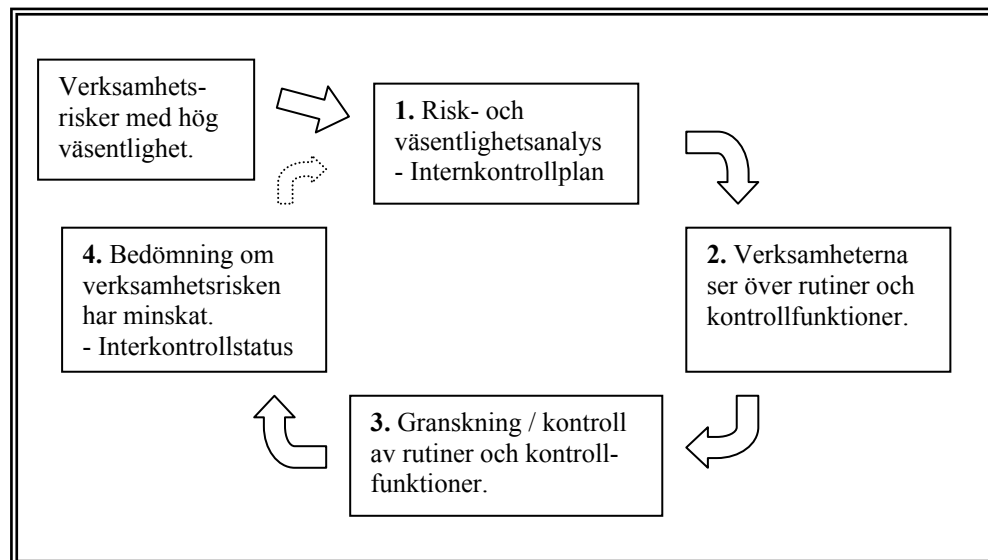 Verksamhets-
risker med hög
väsentlighet.
1. Risk- och
väsentlighetsanalys
- Internkontrollplan
2. Verksamheterna
ser över rutiner och
kontrollfunktioner.
3. Granskning / kontroll
av rutiner och kontroll-
funktioner.
4. Bedömning om
verksamhetsrisken
har minskat.
- Interkontrollstatus